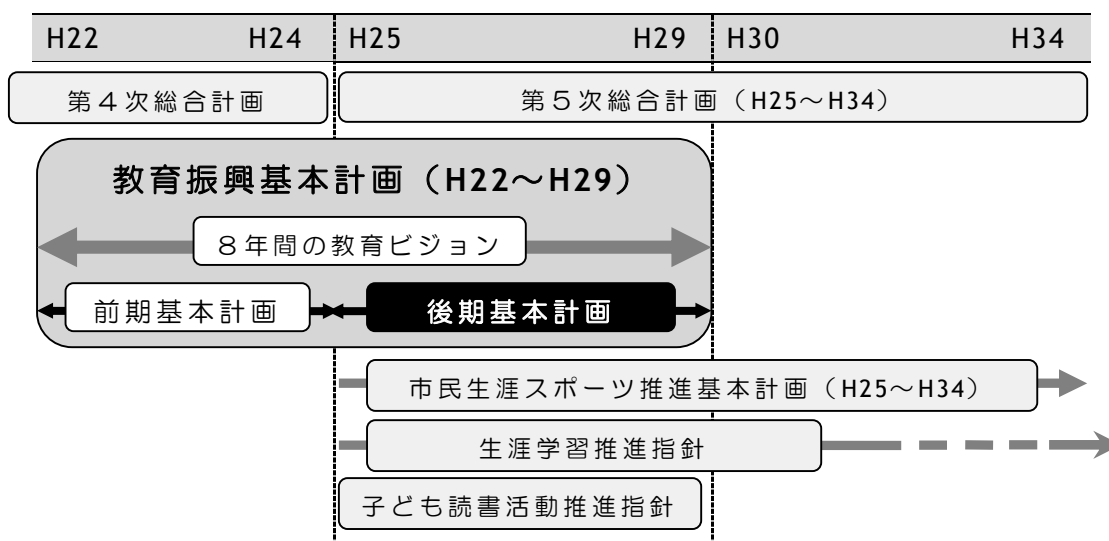 H22 H24 H25 H29 H30 H34
第４次総合計画 第５次総合計画（H25～H34）
教育振興基本計画（H22～H29）
８年間の教育ビジョン
前期基本計画 後期基本計画
市民生涯スポーツ推進基本計画（H25～H34）
生涯学習推進指針
子ども読書活動推進指針